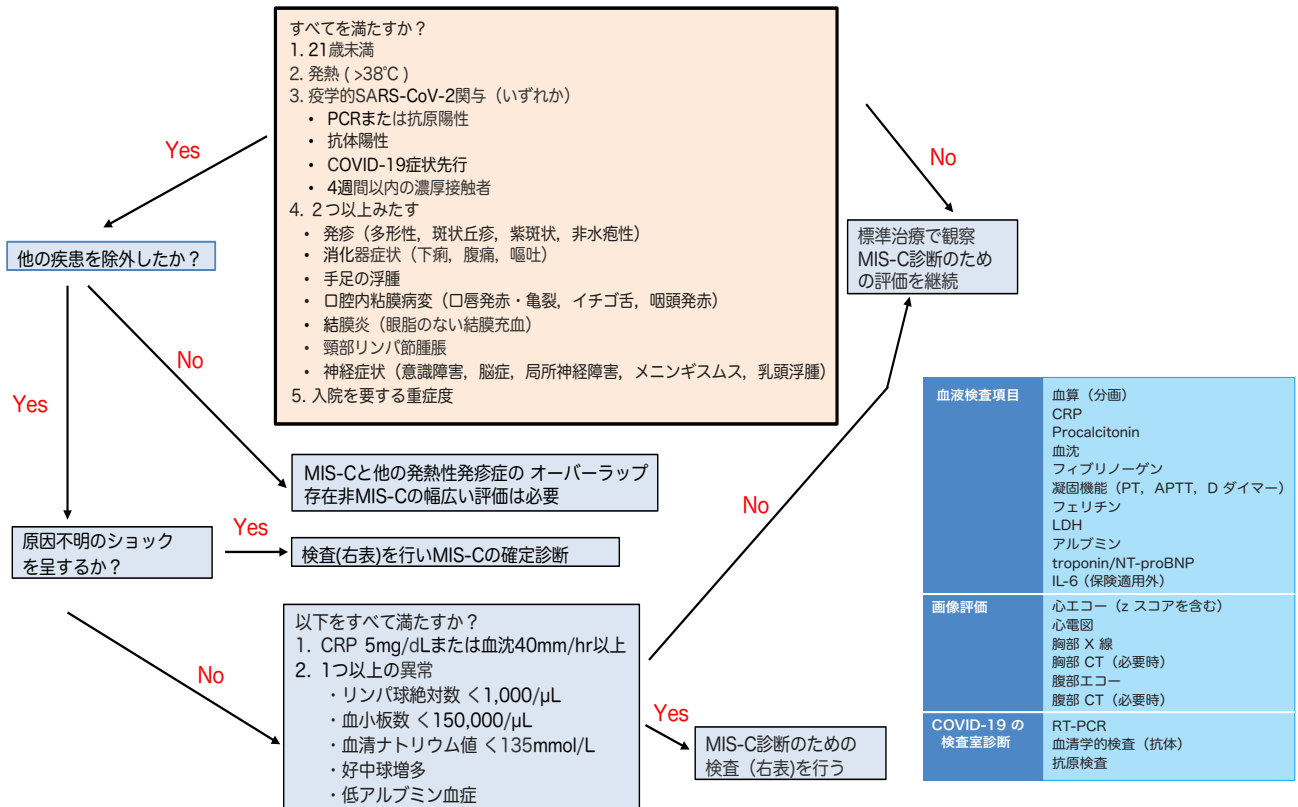 すべてを満たすか？
1. 21歳未満
2. 発熱 ( >38℃ )
3. 疫学的SARS-CoV-2関与（いずれか）
• PCRまたは抗原陽性
• 抗体陽性
• COVID-19症状先行
• 4週間以内の濃厚接触者
4. ２つ以上みたす
• 発疹（多形性，斑状丘疹，紫斑状，非水疱性）
• 消化器症状（下痢，腹痛，嘔吐）
• 手足の浮腫
• 口腔内粘膜病変（口唇発赤・亀裂，イチゴ舌，咽頭発赤）
• 結膜炎（眼脂のない結膜充血）
• 頸部リンパ節腫脹
• 神経症状（意識障害，脳症，局所神経障害，メニンギスムス，乳頭浮腫）
5. 入院を要する重症度
Yes
No
他の疾患を除外したか？
標準治療で観察
MIS-C診断のため
の評価を継続
No
Yes
MIS-Cと他の発熱性発疹症の オーバーラップ
存在非MIS-Cの幅広い評価は必要
原因不明のショック
を呈するか？
Yes
検査(右表)を行いMIS-Cの確定診断
No
No
以下をすべて満たすか？
1. CRP 5mg/dLまたは血沈40mm/hr以上
2. 1つ以上の異常
・リンパ球絶対数 <1,000/μL
・血小板数 <150,000/μL
・血清ナトリウム値 <135mmol/L
・好中球増多
・低アルブミン血症
Yes
MIS-C診断のための
検査（右表)を行う
血液検査項目
血算（分画）
CRP
Procalcitonin
血沈
フィブリノーゲン
凝固機能（PT，APTT，D ダイマー）
フェリチン
LDH
アルブミン
troponin/NT-proBNP
IL-6（保険適用外）
画像評価
心エコー（z スコアを含む）
心電図
胸部 X 線
胸部 CT（必要時）
腹部エコー
腹部 CT（必要時）
COVID-19 の
検査室診断
RT-PCR
血清学的検査（抗体）
抗原検査